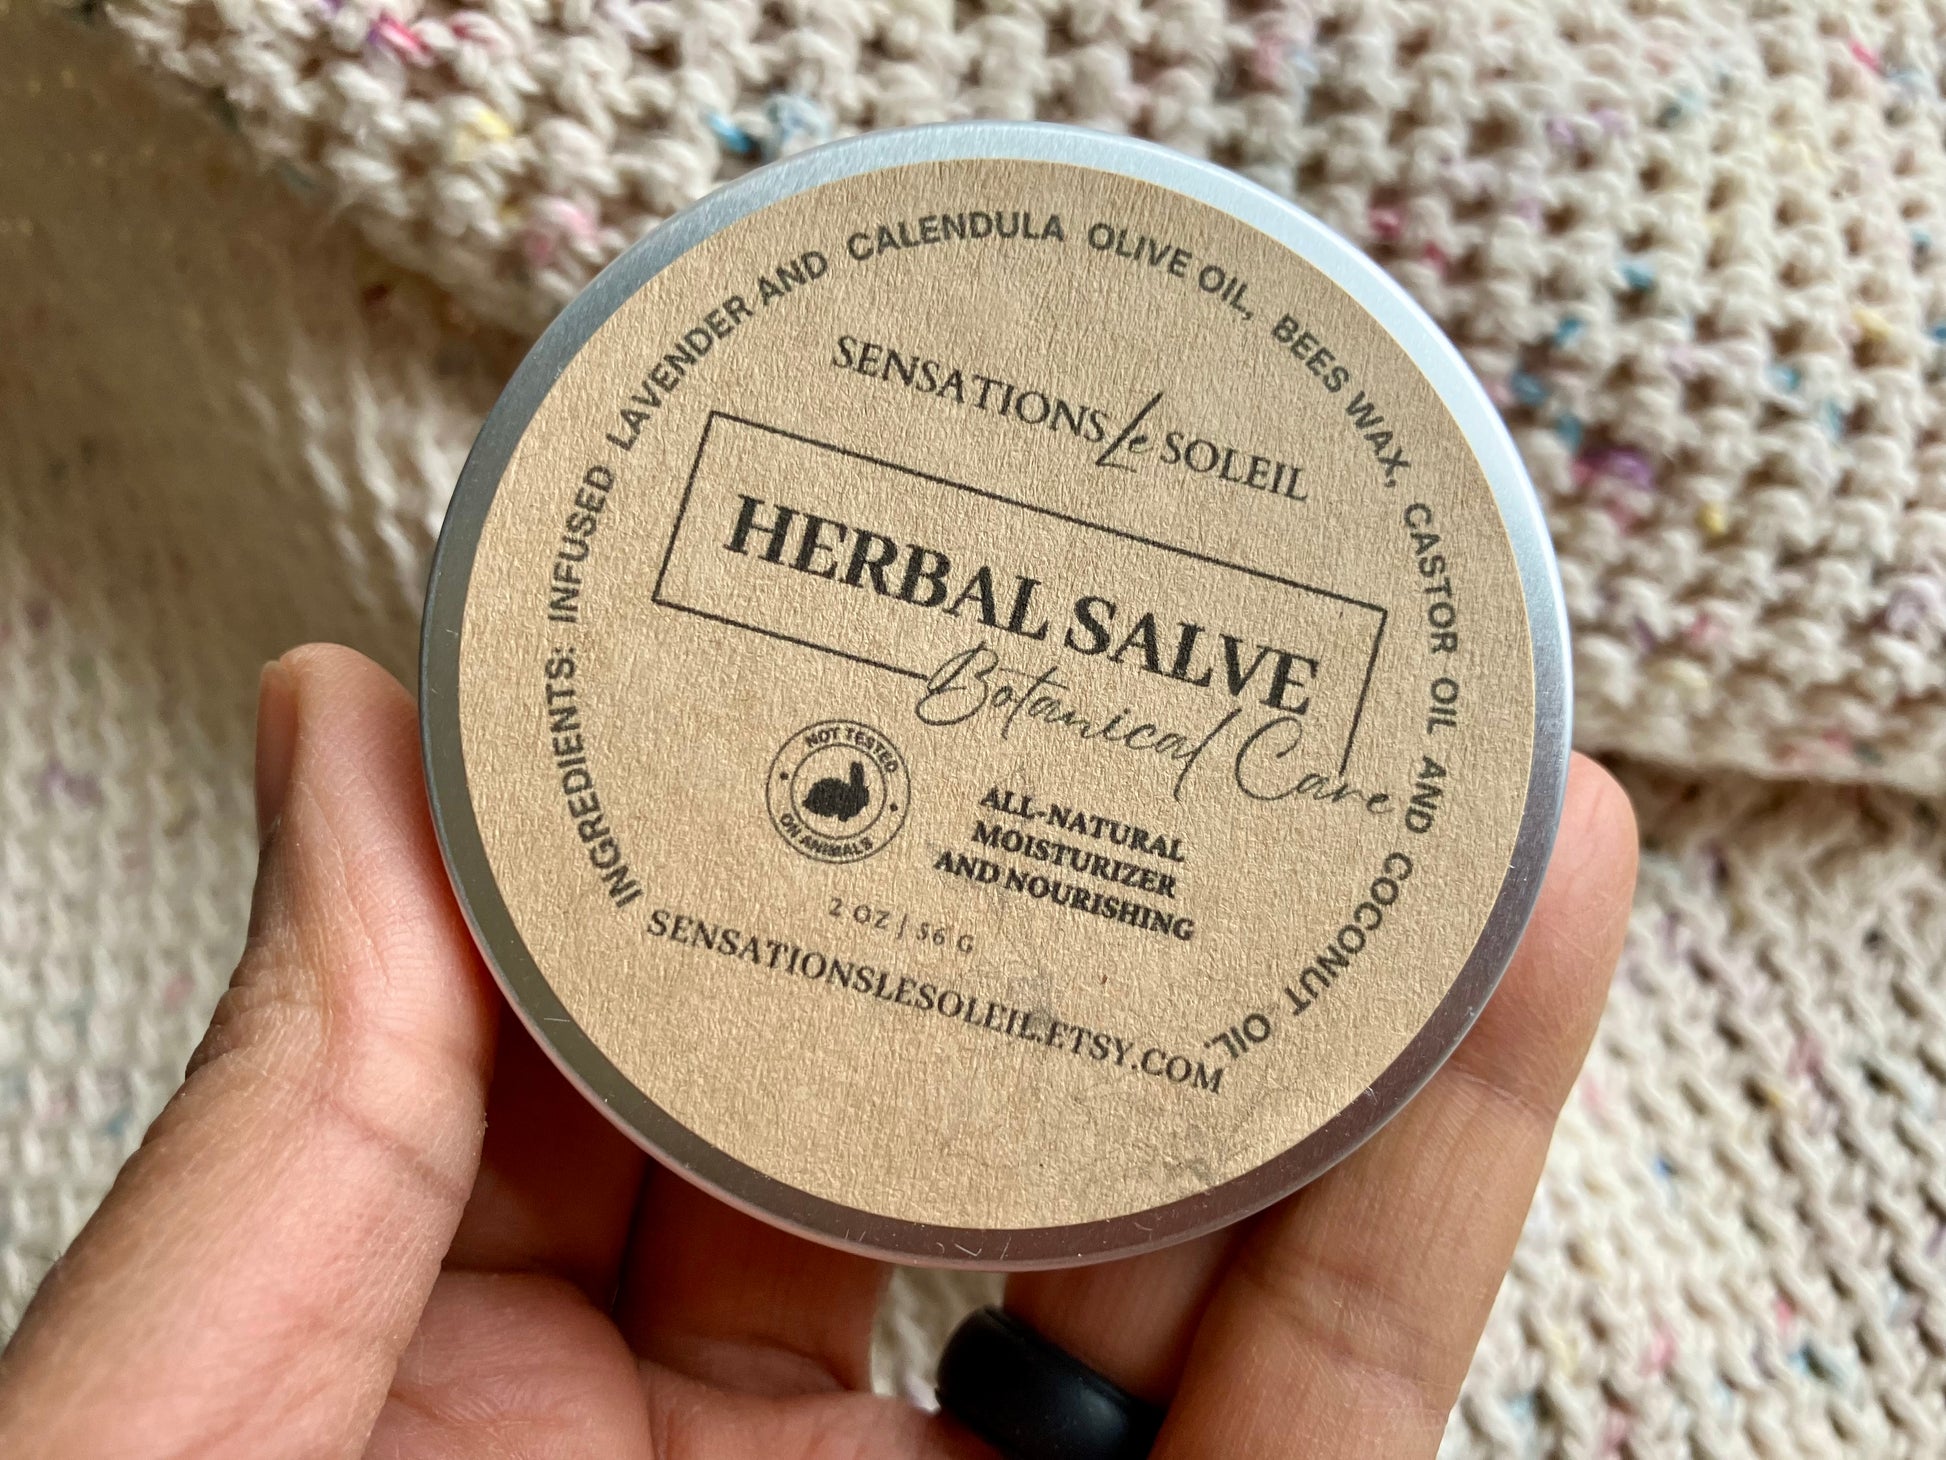 INGREDIENTS: INFUSED LAVENDER AND CALENDULA OLIVE OIL, BEES WAX, CASTOR OIL AND COCONUT OIL.
SENSATIONS Le SOLEIL
HERBAL SALVE
Botanical Care
NOT TESTED
ON ANIMALS
ALL-NATURAL
MOISTURIZER
AND NOURISHING
2 OZ | 56 G
SENSATIONSLESOLEIL.ETSY.COM